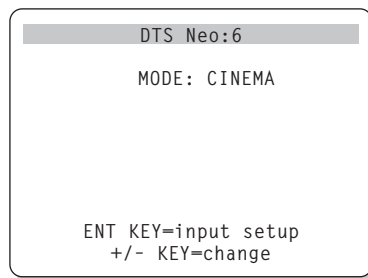 DTS Neo:6
MODE: CINEMA
ENT KEY=input setup
+/- KEY=change